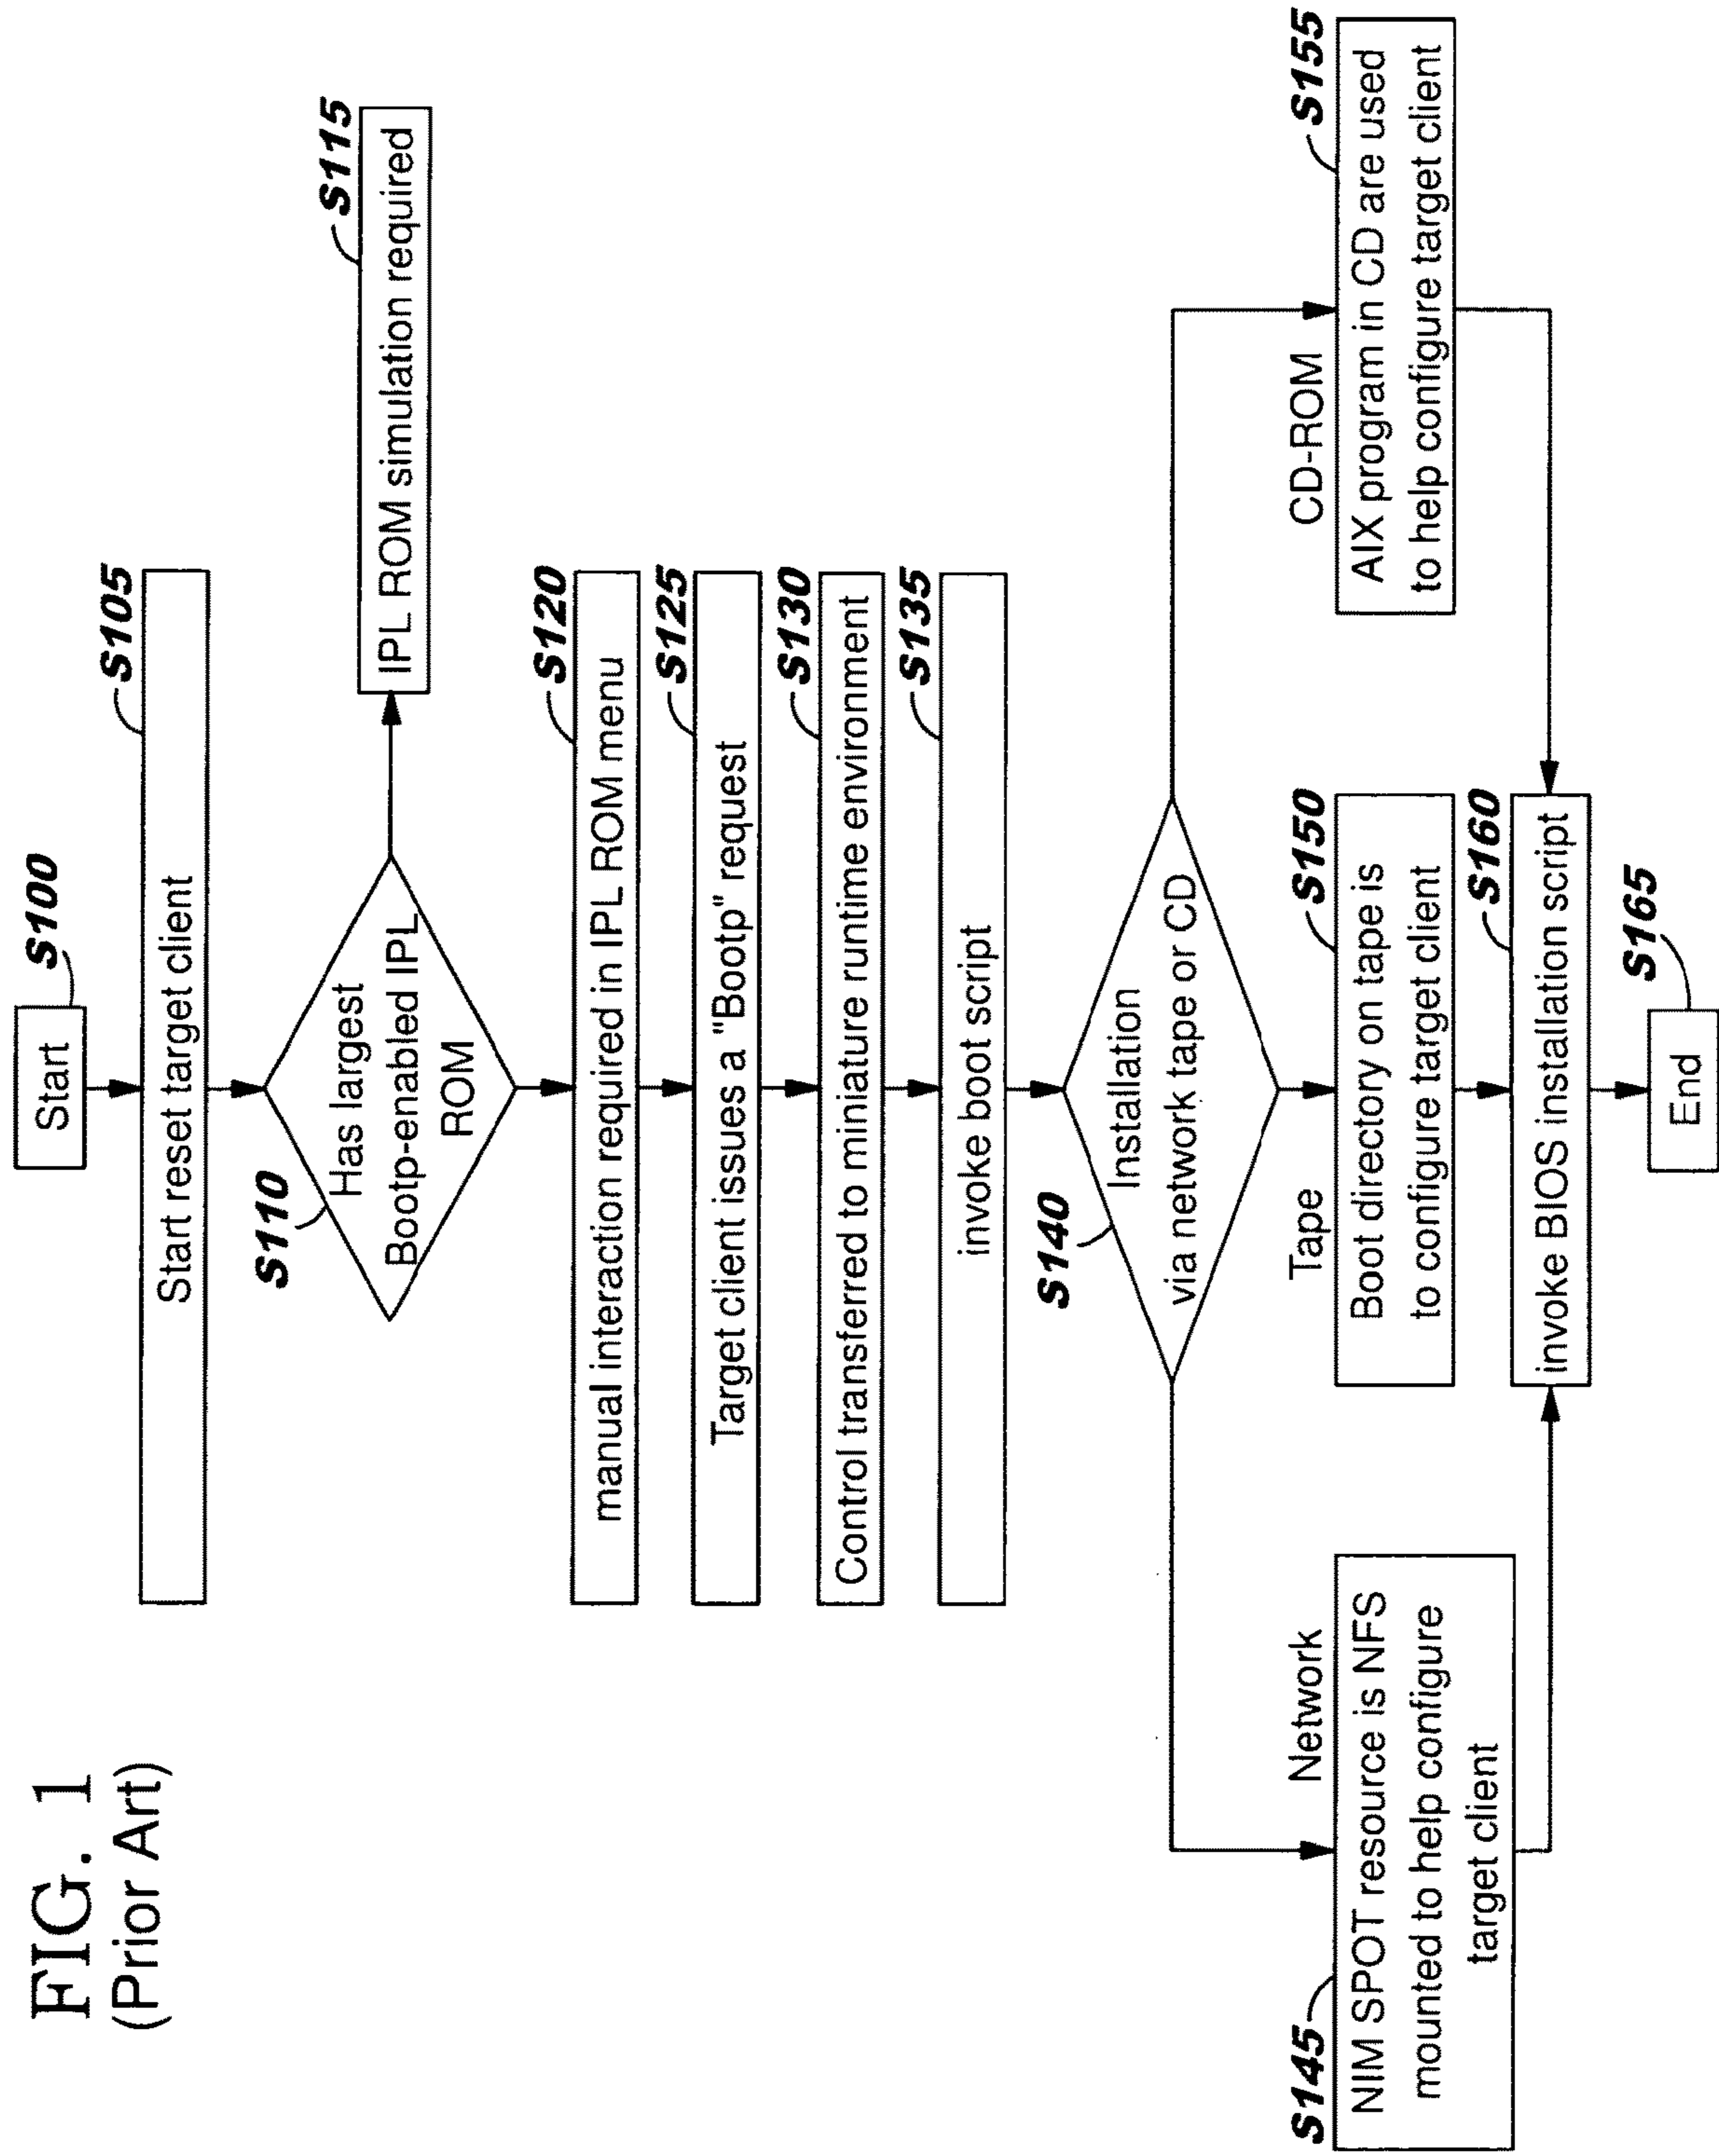 FIG. 1
(Prior Art)
Start
S100
Start reset target client
S105
S110
Has largest
Bootp-enabled IPL
ROM
IPL ROM simulation required
S115
manual interaction required in IPL ROM menu
S120
Target client issues a "Bootp" request
S125
Control transferred to miniature runtime environment
S130
invoke boot script
S135
S140
Installation
via network tape or CD
Network
S145
NIM SPOT resource is NFS
mounted to help configure
target client
Tape
S150
Boot directory on tape is
to configure target client
CD-ROM
S155
AIX program in CD are used
to help configure target client
S160
invoke BIOS installation script
S165
End